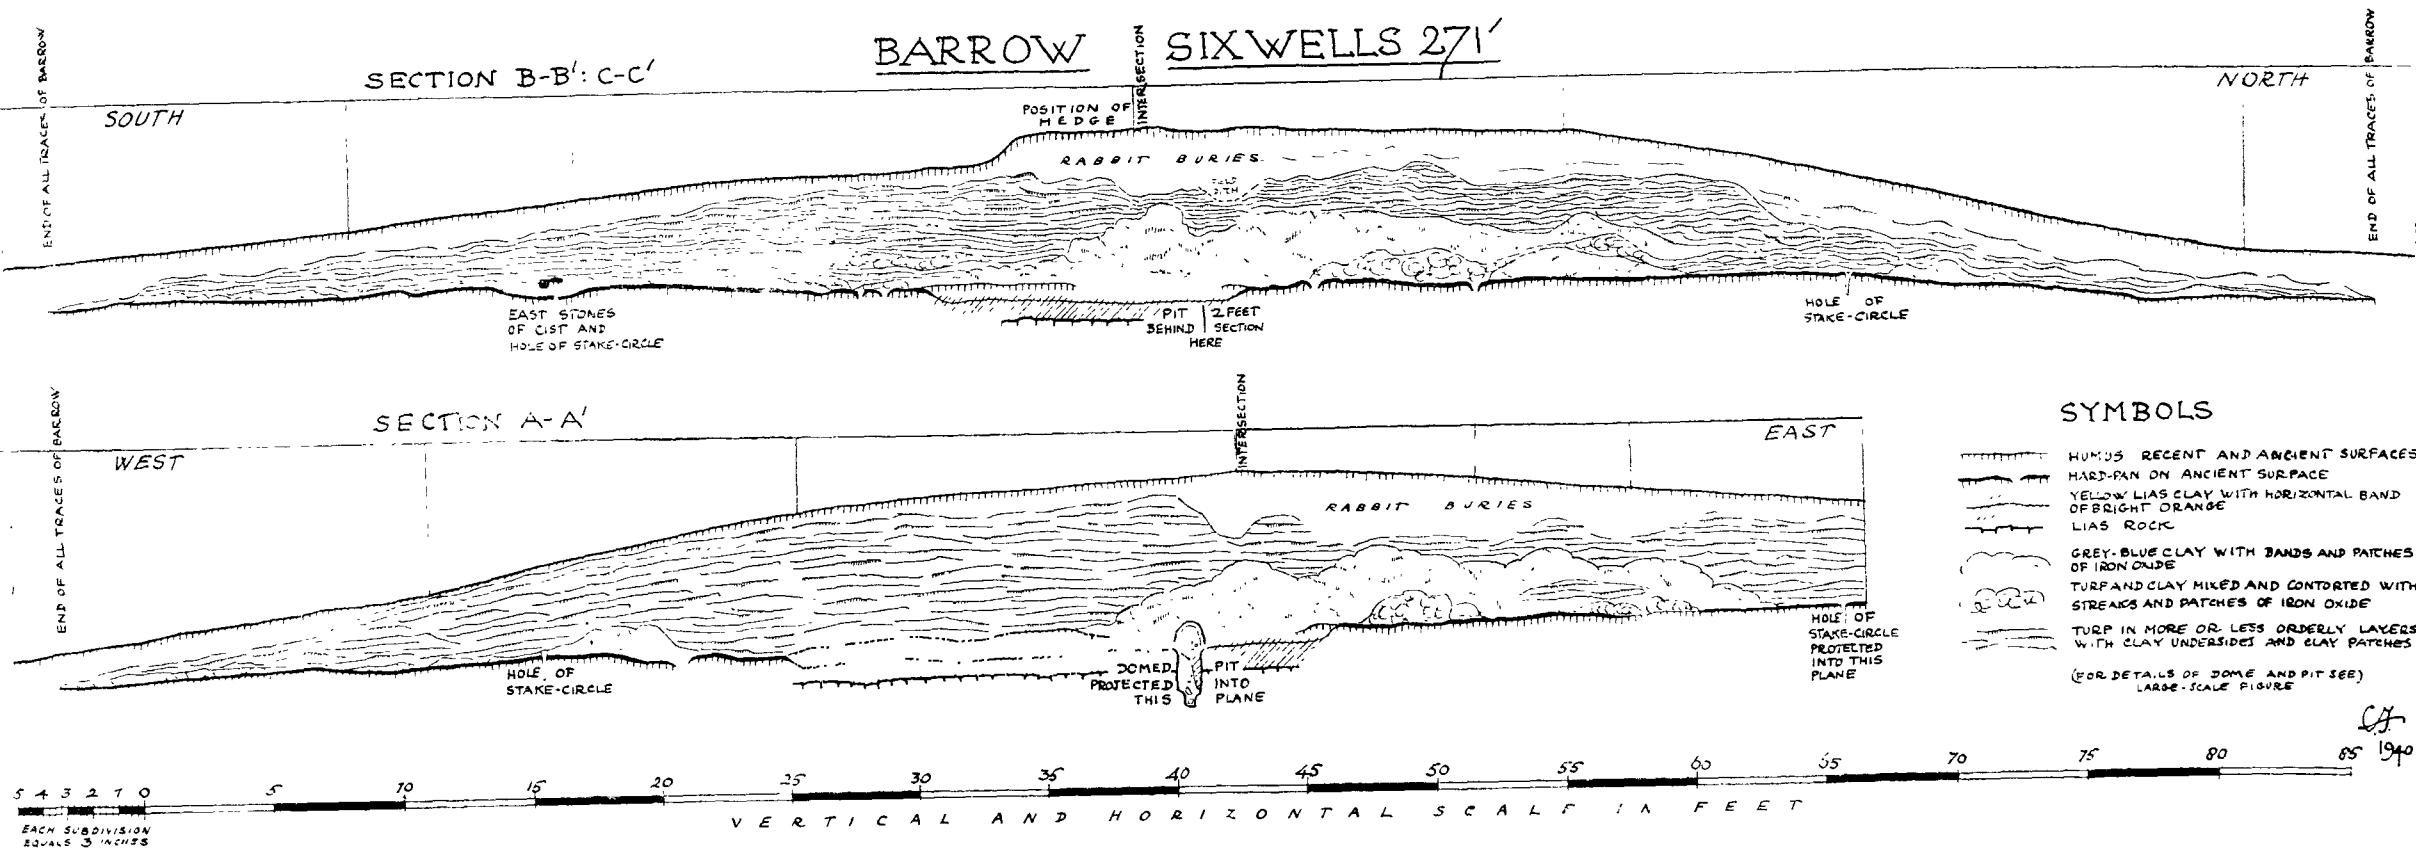 BARROW SIXWELLS 271'
SECTION B-B': C-C'
SOUTH
NORTH
END OF ALL TRACES OF BARROW
POSITION OF
HEDGE
INTERSECTION
END OF ALL TRACES OF BARROW
RABBIT BURIES
EAST STONES
OF CIST AND
HOLE OF STAKE-CIRCLE
PIT 2 FEET
BEHIND SECTION
HERE
HOLE OF
STAKE-CIRCLE
SECTION A-A'
WEST
EAST
END OF ALL TRACES OF BARROW
INTERSECTION
RABBIT BURIES
HOLE OF
STAKE-CIRCLE
DOMED PIT
PROJECTED INTO
THIS PLANE
HOLE OF
STAKE-CIRCLE
PROJECTED
INTO THIS
PLANE
SYMBOLS
HUMUS RECENT AND ANCIENT SURFACES
HARD-PAN ON ANCIENT SURFACE
YELLOW LIAS CLAY WITH HORIZONTAL BAND
OF BRIGHT ORANGE
LIAS ROCK
GREY-BLUE CLAY WITH BANDS AND PATCHES
OF IRON OXIDE
TURF AND CLAY MIXED AND CONTORTED WITH
STREAKS AND PATCHES OF IRON OXIDE
TURF IN MORE OR LESS ORDERLY LAYERS
WITH CLAY UNDERSIDES AND CLAY PATCHES
(FOR DETAILS OF DOME AND PIT SEE)
LARGE-SCALE FIGURE
1940
5 4 3 2 1 0 5 10 15 20 25 30 35 40 45 50 55 60 65 70 75 80 85
EACH SUBDIVISION
EQUALS 3 INCHES
VERTICAL AND HORIZONTAL SCALE IN FEET